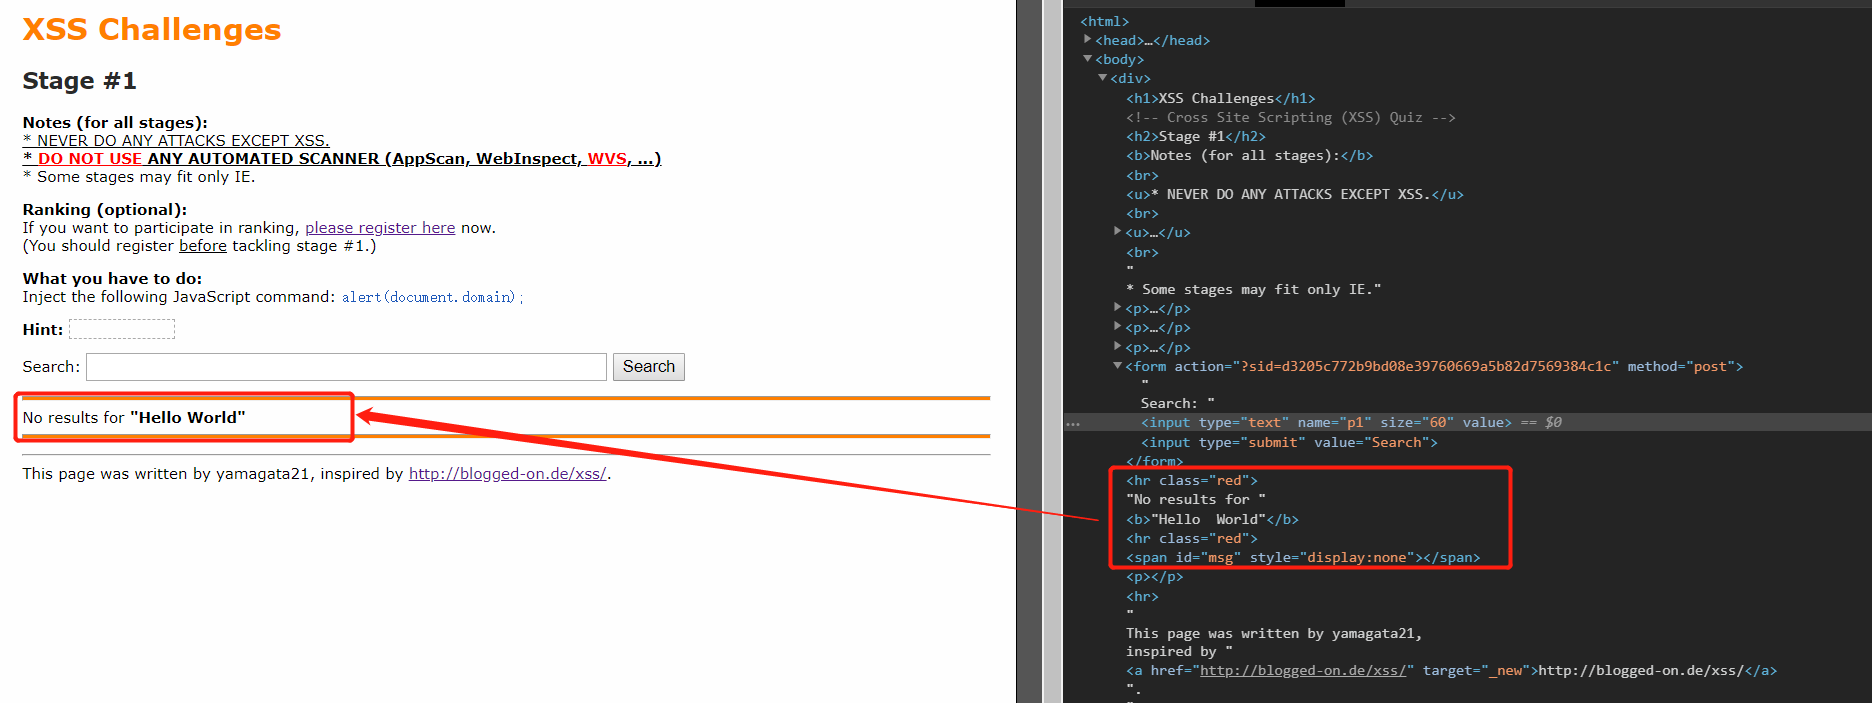 XSS Challenges
Stage #1
Notes (for all stages):
* NEVER DO ANY ATTACKS EXCEPT XSS.
* DO NOT USE ANY AUTOMATED SCANNER (AppScan, WebInspect, WVS, ...)
* Some stages may fit only IE.
Ranking (optional):
If you want to participate in ranking, please register here now.
(You should register before tackling stage #1.)
What you have to do:
Inject the following JavaScript command: alert(document.domain);
Hint:
Search: Search
No results for "Hello World"
This page was written by yamagata21, inspired by http://blogged-on.de/xss/.
<html>
<head>…</head>
<body>
<div>
<h1>XSS Challenges</h1>
<!-- Cross Site Scripting (XSS) Quiz -->
<h2>Stage #1</h2>
<b>Notes (for all stages):</b>
<br>
<u>* NEVER DO ANY ATTACKS EXCEPT XSS.</u>
<br>
<u>…</u>
<br>
"
* Some stages may fit only IE."
<p>…</p>
<p>…</p>
<p>…</p>
<form action="?sid=d3205c772b9bd08e39760669a5b82d7569384c1c" method="post">
"
Search: "
… <input type="text" name="p1" size="60" value> == $0
<input type="submit" value="Search">
</form>
<hr class="red">
"No results for "
<b>"Hello  World"</b>
<hr class="red">
<span id="msg" style="display:none"></span>
<p></p>
<hr>
"
This page was written by yamagata21,
inspired by "
<a href="http://blogged-on.de/xss/" target="_new">http://blogged-on.de/xss/</a>
".